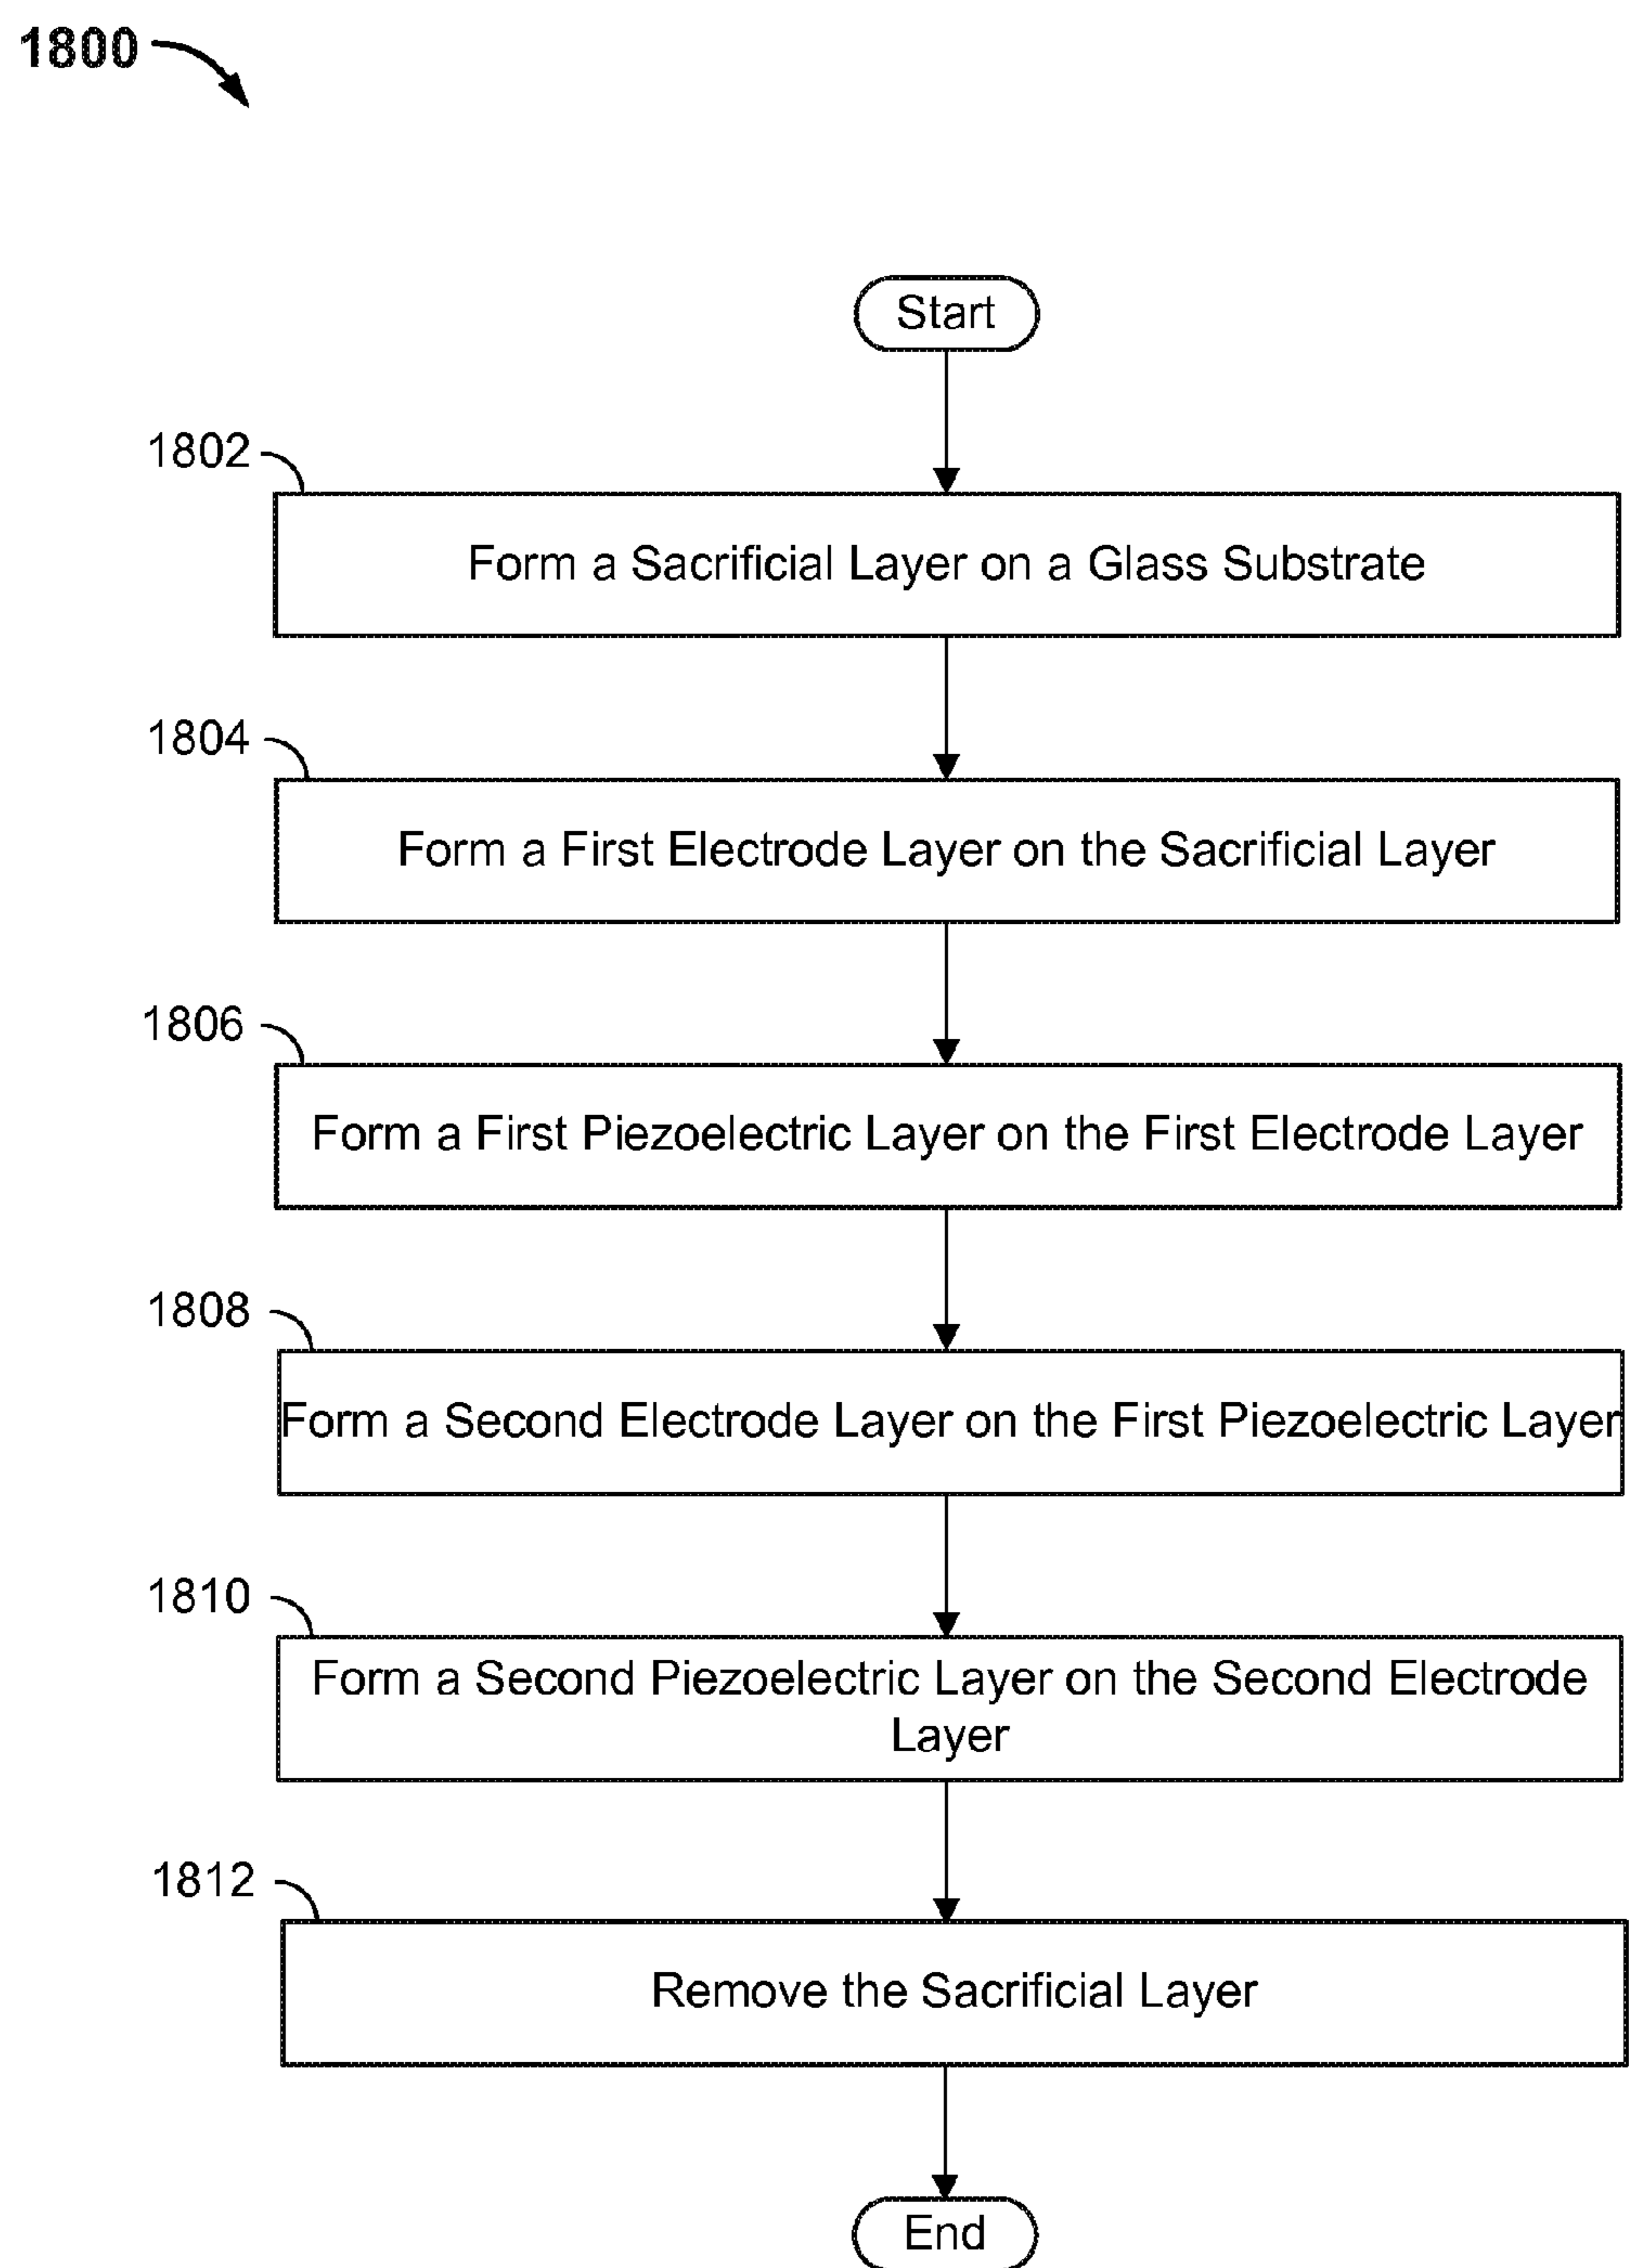 1800
Start
1802
Form a Sacrificial Layer on a Glass Substrate
1804
Form a First Electrode Layer on the Sacrificial Layer
1806
Form a First Piezoelectric Layer on the First Electrode Layer
1808
Form a Second Electrode Layer on the First Piezoelectric Layer
1810
Form a Second Piezoelectric Layer on the Second Electrode
Layer
1812
Remove the Sacrificial Layer
End